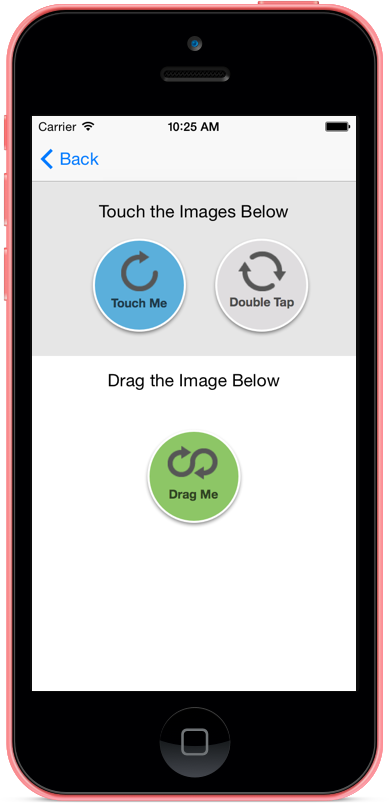 Carrier 10:25 AM
Back
Touch the Images Below
Touch Me
Double Tap
Drag the Image Below
Drag Me